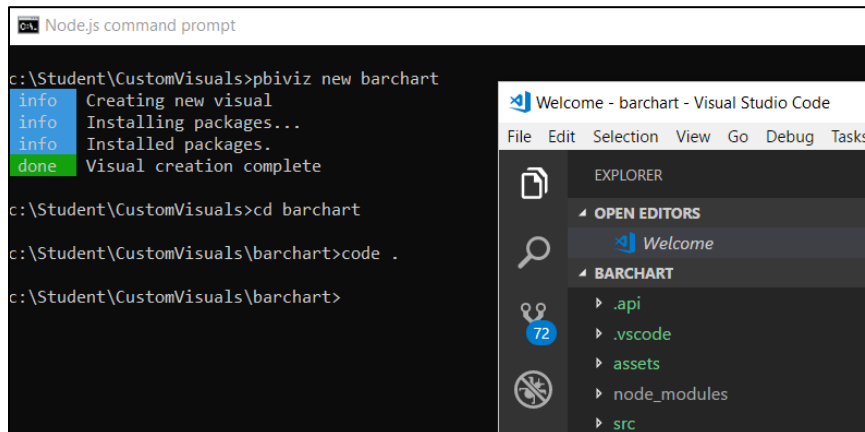 Node.js command prompt
c:\Student\CustomVisuals>pbiviz new barchart
info Creating new visual
info Installing packages...
info Installed packages.
done Visual creation complete
c:\Student\CustomVisuals>cd barchart
c:\Student\CustomVisuals\barchart>code .
c:\Student\CustomVisuals\barchart>
Welcome - barchart - Visual Studio Code
File Edit Selection View Go Debug Tasks
EXPLORER
OPEN EDITORS
Welcome
BARCHART
.api
72
.vscode
assets
node_modules
src